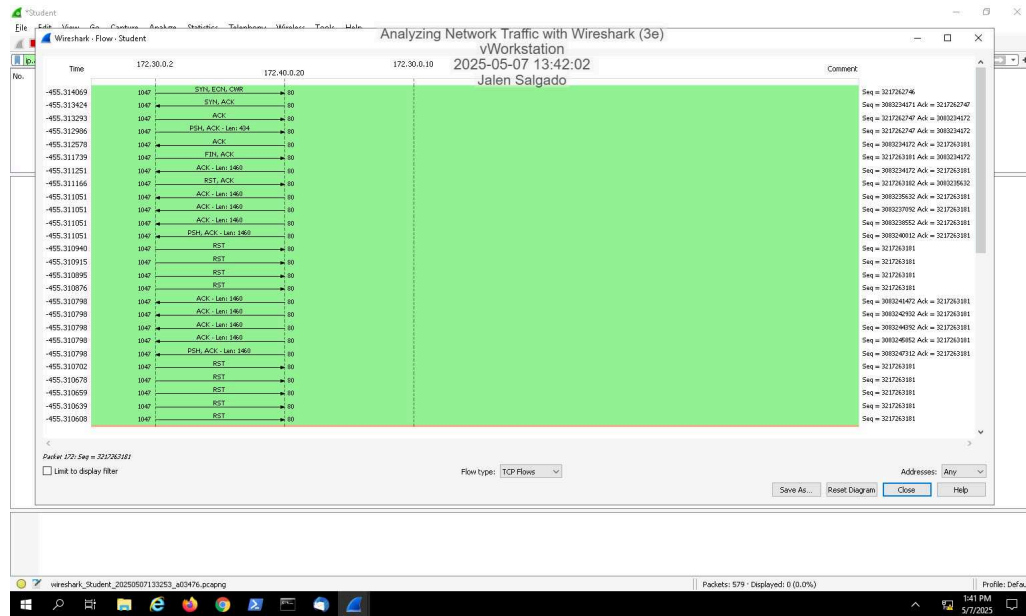 *Student
File Edit View Go Capture Analyze Statistics Telephony Wireless Tools Help
Wireshark · Flow · Student
Analyzing Network Traffic with Wireshark (3e)
vWorkstation
2025-05-07 13:42:02
Jalen Salgado
No.
Time 172.30.0.2 172.40.0.20 172.30.0.10 Comment
-455.314069 1047 SYN, ECN, CWR 80 Seq = 3217262746
-455.313424 1047 SYN, ACK 80 Seq = 3083234171 Ack = 3217262747
-455.313293 1047 ACK 80 Seq = 3217262747 Ack = 3083234172
-455.312986 1047 PSH, ACK - Len: 434 80 Seq = 3217262747 Ack = 3083234172
-455.312578 1047 ACK 80 Seq = 3083234172 Ack = 3217263181
-455.311739 1047 FIN, ACK 80 Seq = 3217263181 Ack = 3083234172
-455.311251 1047 ACK - Len: 1460 80 Seq = 3083234172 Ack = 3217263181
-455.311166 1047 RST, ACK 80 Seq = 3217263182 Ack = 3083235632
-455.311051 1047 ACK - Len: 1460 80 Seq = 3083235632 Ack = 3217263181
-455.311051 1047 ACK - Len: 1460 80 Seq = 3083237092 Ack = 3217263181
-455.311051 1047 ACK - Len: 1460 80 Seq = 3083238552 Ack = 3217263181
-455.311051 1047 PSH, ACK - Len: 1460 80 Seq = 3083240012 Ack = 3217263181
-455.310940 1047 RST 80 Seq = 3217263181
-455.310915 1047 RST 80 Seq = 3217263181
-455.310895 1047 RST 80 Seq = 3217263181
-455.310876 1047 RST 80 Seq = 3217263181
-455.310798 1047 ACK - Len: 1460 80 Seq = 3083241472 Ack = 3217263181
-455.310798 1047 ACK - Len: 1460 80 Seq = 3083242932 Ack = 3217263181
-455.310798 1047 ACK - Len: 1460 80 Seq = 3083244392 Ack = 3217263181
-455.310798 1047 ACK - Len: 1460 80 Seq = 3083245852 Ack = 3217263181
-455.310798 1047 PSH, ACK - Len: 1460 80 Seq = 3083247312 Ack = 3217263181
-455.310702 1047 RST 80 Seq = 3217263181
-455.310678 1047 RST 80 Seq = 3217263181
-455.310659 1047 RST 80 Seq = 3217263181
-455.310639 1047 RST 80 Seq = 3217263181
-455.310608 1047 RST 80 Seq = 3217263181
Packet 172: Seq = 3217263181
Limit to display filter Flow type: TCP Flows Addresses: Any
Save As... Reset Diagram Close Help
wireshark_Student_20250507133253_a03476.pcapng Packets: 579 · Displayed: 0 (0.0%) Profile: Defau
1:41 PM
5/7/2025